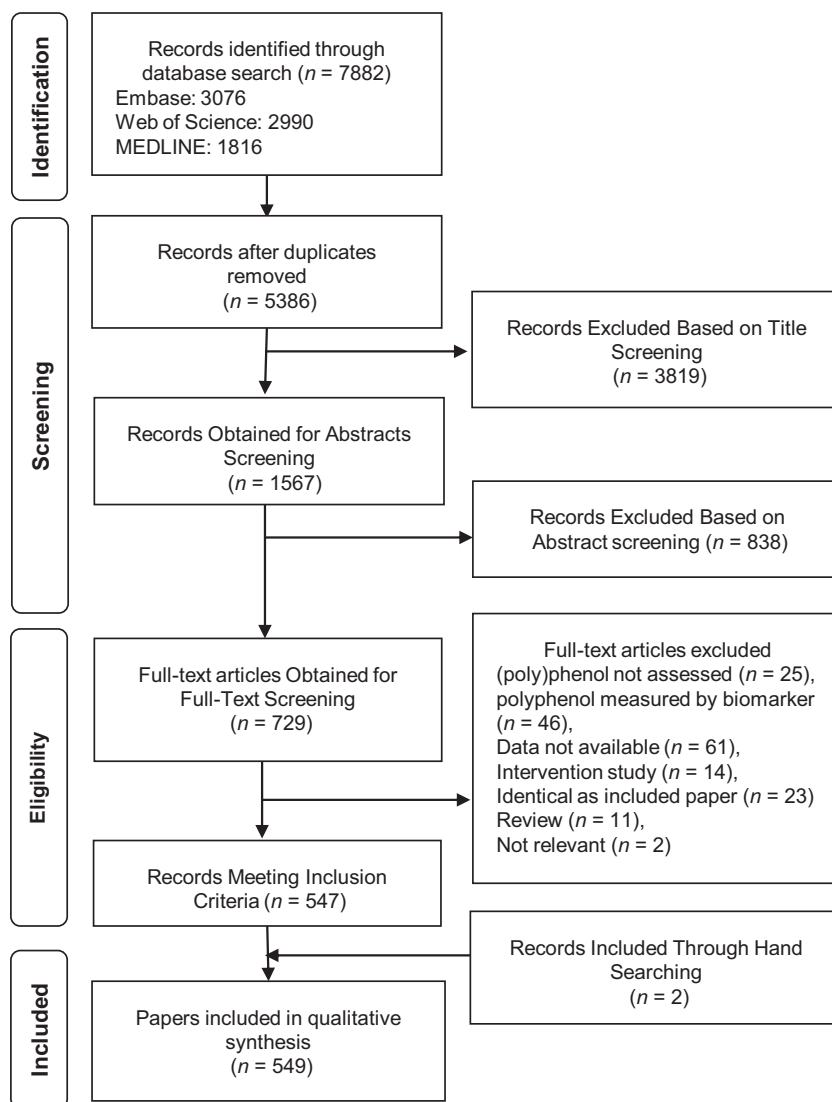 Identification
Records identified through
database search (n = 7882)
Embase: 3076
Web of Science: 2990
MEDLINE: 1816
Screening
Records after duplicates
removed
(n = 5386)
Records Excluded Based on Title
Screening
(n = 3819)
Records Obtained for Abstracts
Screening
(n = 1567)
Records Excluded Based on
Abstract screening (n = 838)
Eligibility
Full-text articles Obtained for
Full-Text Screening
(n = 729)
Full-text articles excluded
(poly)phenol not assessed (n = 25),
polyphenol measured by biomarker
(n = 46),
Data not available (n = 61),
Intervention study (n = 14),
Identical as included paper (n = 23)
Review (n = 11),
Not relevant (n = 2)
Records Meeting Inclusion
Criteria (n = 547)
Included
Records Included Through Hand
Searching
(n = 2)
Papers included in qualitative
synthesis
(n = 549)